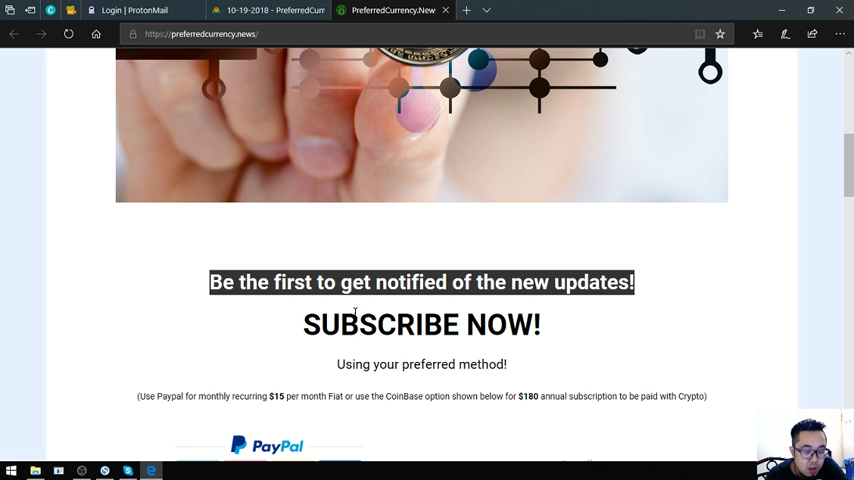 Login | ProtonMail
10-19-2018 - PreferredCurr
PreferredCurrency.News
https://preferredcurrency.news/
Be the first to get notified of the new updates!
SUBSCRIBE NOW!
Using your preferred method!
(Use Paypal for monthly recurring $15 per month Fiat or use the CoinBase option shown below for $180 annual subscription to be paid with Crypto)
PayPal